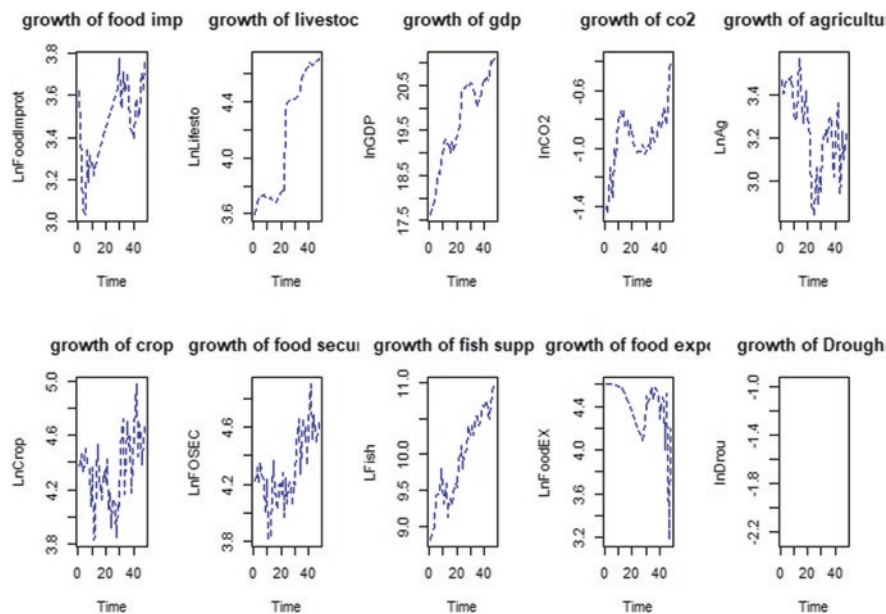 growth of food imp
growth of livestoc
growth of gdp
growth of co2
growth of agricultu
LnFoodImprot
3.0 3.2 3.4 3.6 3.8
0 20 40
Time
LnLifesto
3.6 4.0 4.4
0 20 40
Time
lnGDP
17.5 18.5 19.5 20.5
0 20 40
Time
lnCO2
-1.4 -1.0 -0.6
0 20 40
Time
LnAg
3.0 3.2 3.4
0 20 40
Time
growth of crop
growth of food secu
growth of fish supp
growth of food expo
growth of Drough
LnCrop
3.8 4.2 4.6 5.0
0 20 40
Time
LnFOSEC
3.8 4.2 4.6
0 20 40
Time
LFish
9.0 9.5 10.0 11.0
0 20 40
Time
LnFoodEX
3.2 3.6 4.0 4.4
0 20 40
Time
lnDrou
-2.2 -1.8 -1.4 -1.0
0 20 40
Time